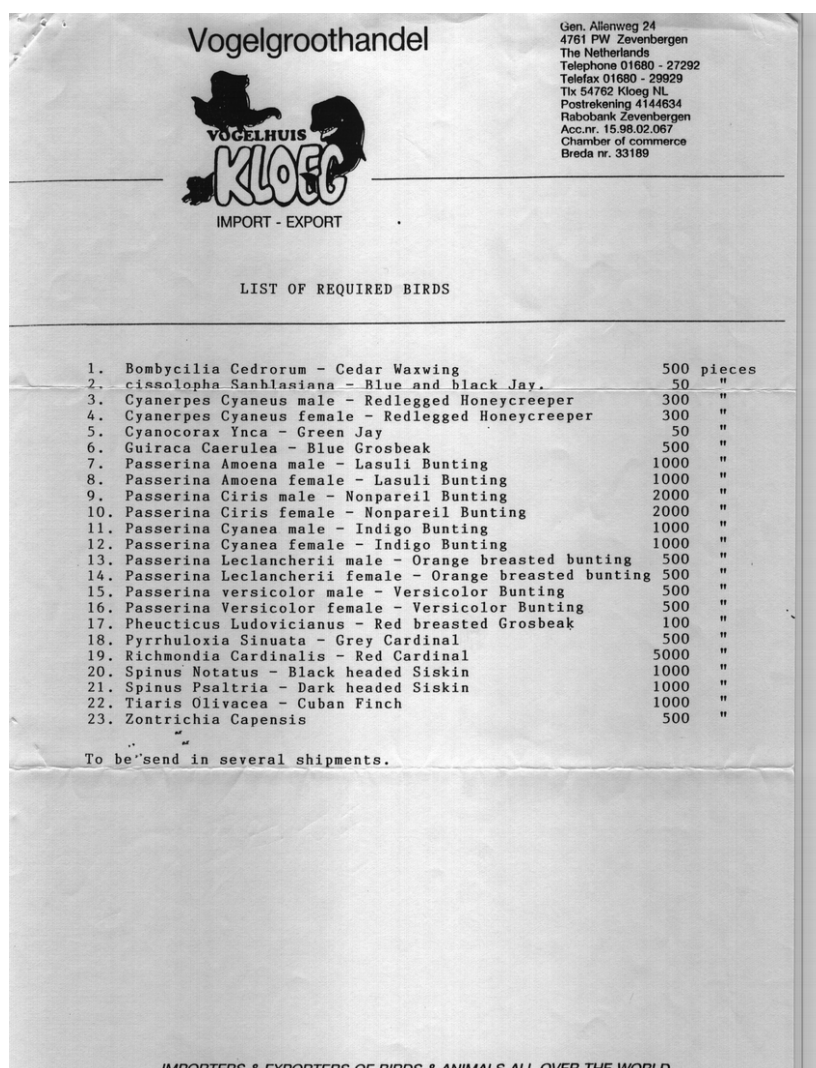 Vogelgroothandel
VOGELHUIS
KLOEG
IMPORT - EXPORT
Gen. Allenweg 24
4761 PW Zevenbergen
The Netherlands
Telephone 01680 - 27292
Telefax 01680 - 29929
Tlx 54762 Kloeg NL
Postrekening 4144634
Rabobank Zevenbergen
Acc.nr. 15.98.02.067
Chamber of commerce
Breda nr. 33189
LIST OF REQUIRED BIRDS
1. Bombycilia Cedrorum - Cedar Waxwing 500 pieces
2. cissolopha Sanblasiana - Blue and black Jay. 50 "
3. Cyanerpes Cyaneus male - Redlegged Honeycreeper 300 "
4. Cyanerpes Cyaneus female - Redlegged Honeycreeper 300 "
5. Cyanocorax Ynca - Green Jay 50 "
6. Guiraca Caerulea - Blue Grosbeak 500 "
7. Passerina Amoena male - Lasuli Bunting 1000 "
8. Passerina Amoena female - Lasuli Bunting 1000 "
9. Passerina Ciris male - Nonpareil Bunting 2000 "
10. Passerina Ciris female - Nonpareil Bunting 2000 "
11. Passerina Cyanea male - Indigo Bunting 1000 "
12. Passerina Cyanea female - Indigo Bunting 1000 "
13. Passerina Leclancherii male - Orange breasted bunting 500 "
14. Passerina Leclancherii female - Orange breasted bunting 500 "
15. Passerina versicolor male - Versicolor Bunting 500 "
16. Passerina Versicolor female - Versicolor Bunting 500 "
17. Pheucticus Ludovicianus - Red breasted Grosbeak 100 "
18. Pyrrhuloxia Sinuata - Grey Cardinal 500 "
19. Richmondia Cardinalis - Red Cardinal 5000 "
20. Spinus Notatus - Black headed Siskin 1000 "
21. Spinus Psaltria - Dark headed Siskin 1000 "
22. Tiaris Olivacea - Cuban Finch 1000 "
23. Zontrichia Capensis 500 "
To be send in several shipments.
IMPORTERS & EXPORTERS OF BIRDS & ANIMALS ALL OVER THE WORLD